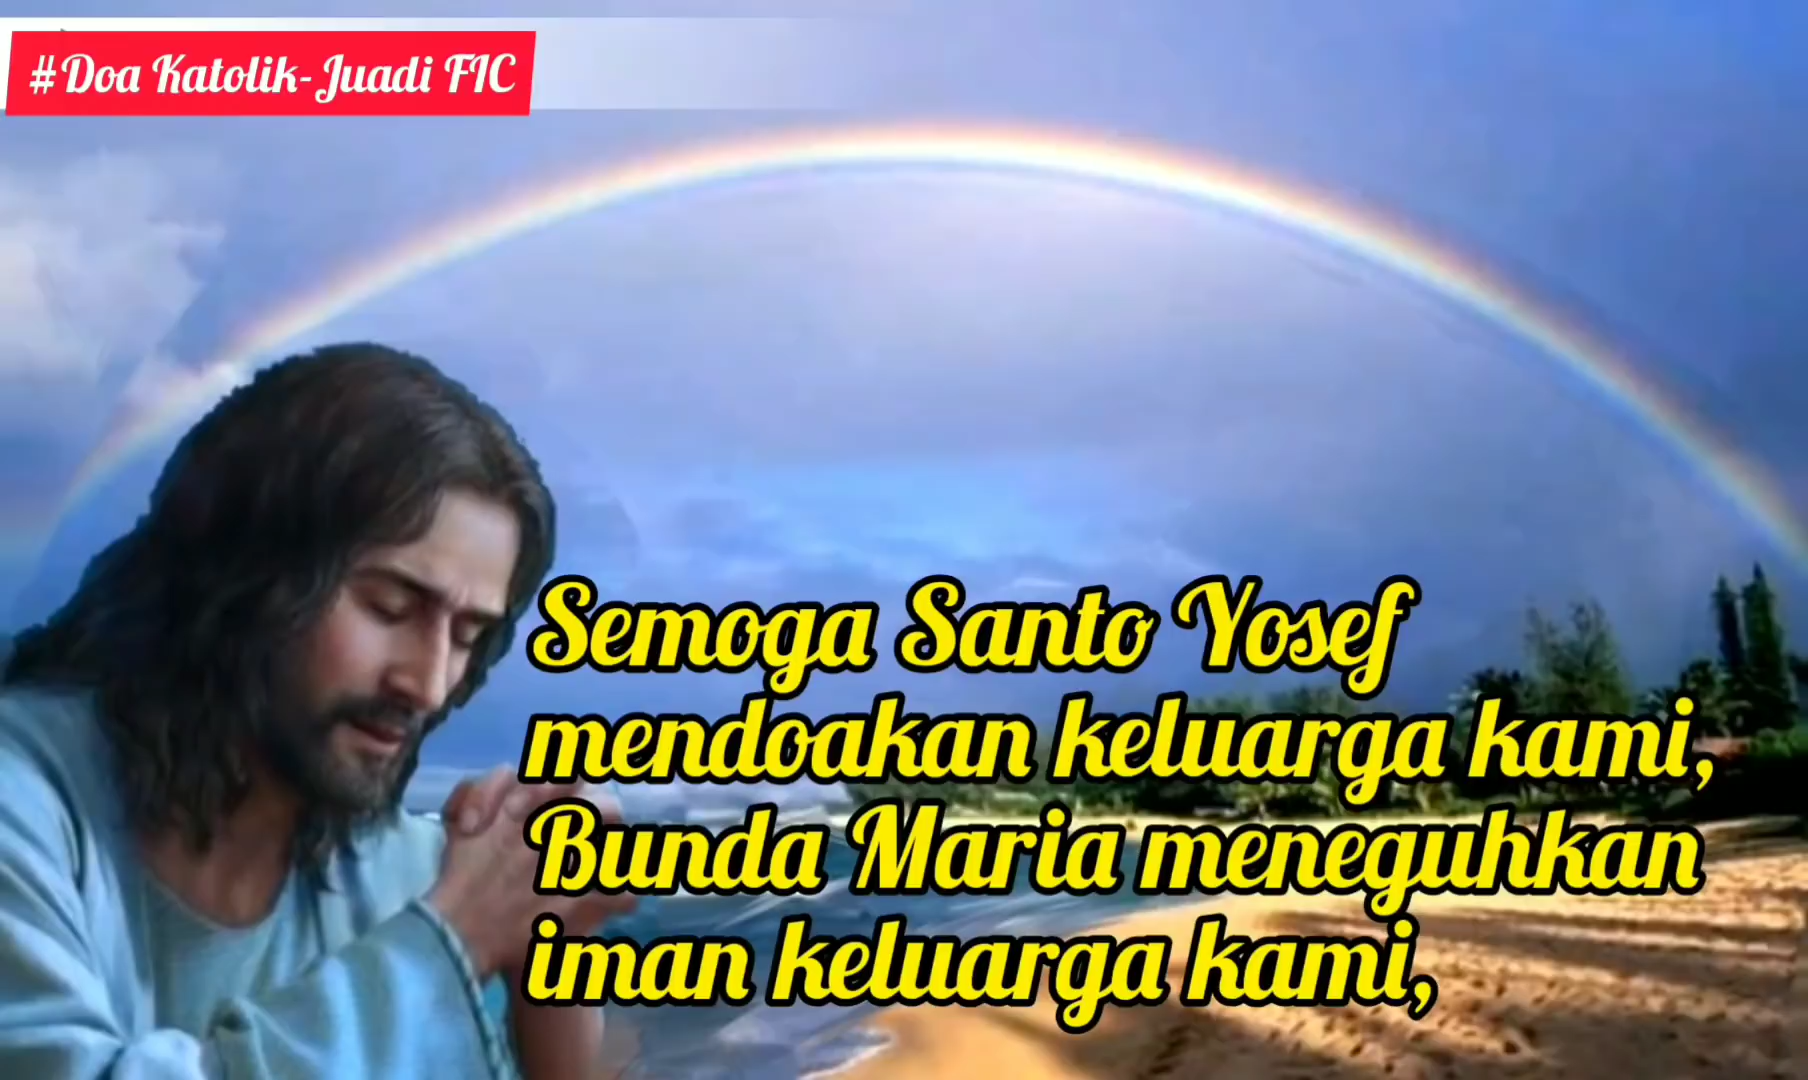 #Doa Katolik-Juadi FIC
Semoga Santo Yosef
mendoakan keluarga kami,
Bunda Maria meneguhkan
iman keluarga kami,